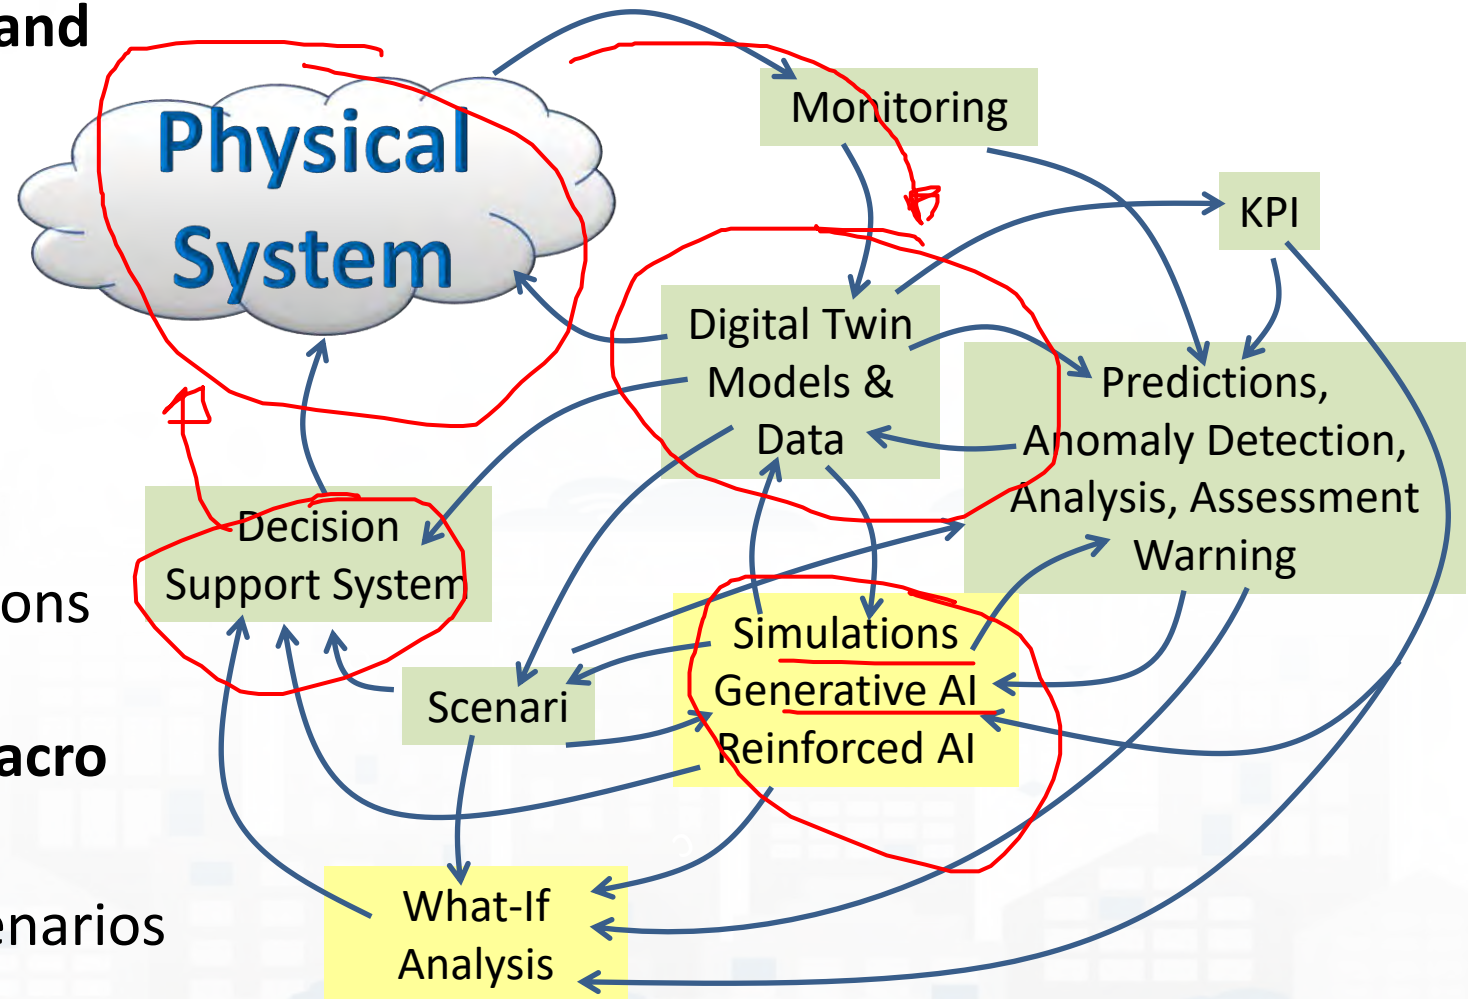 and
Physical
System
Monitoring
KPI
Digital Twin
Models &
Data
Predictions,
Anomaly Detection,
Analysis, Assessment
Warning
Decision
Support System
ons
Simulations
Generative AI
Reinforced AI
Scenari
acro
What-If
Analysis
enarios